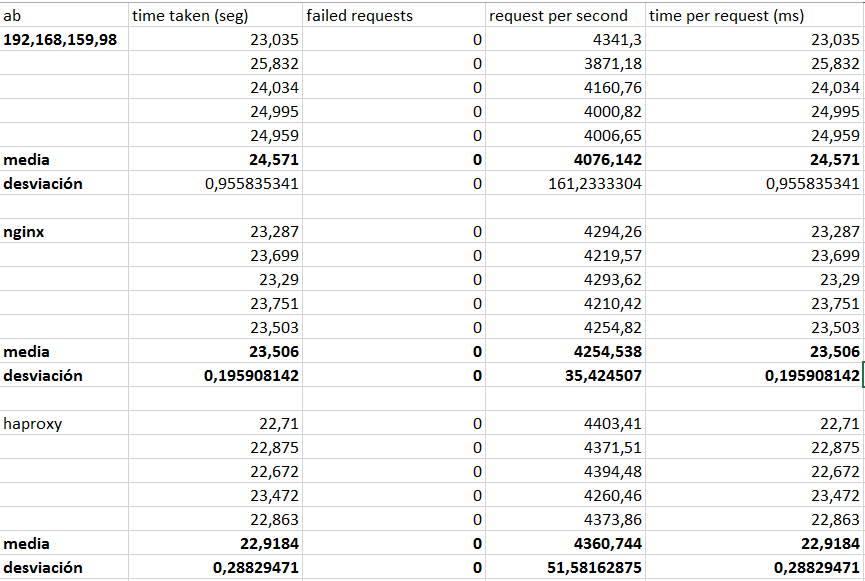 ab time taken (seg) failed requests request per second time per request (ms)
192,168,159,98 23,035 0 4341,3 23,035
25,832 0 3871,18 25,832
24,034 0 4160,76 24,034
24,995 0 4000,82 24,995
24,959 0 4006,65 24,959
media 24,571 0 4076,142 24,571
desviación 0,955835341 0 161,2333304 0,955835341
nginx 23,287 0 4294,26 23,287
23,699 0 4219,57 23,699
23,29 0 4293,62 23,29
23,751 0 4210,42 23,751
23,503 0 4254,82 23,503
media 23,506 0 4254,538 23,506
desviación 0,195908142 0 35,424507 0,195908142
haproxy 22,71 0 4403,41 22,71
22,875 0 4371,51 22,875
22,672 0 4394,48 22,672
23,472 0 4260,46 23,472
22,863 0 4373,86 22,863
media 22,9184 0 4360,744 22,9184
desviación 0,28829471 0 51,58162875 0,28829471